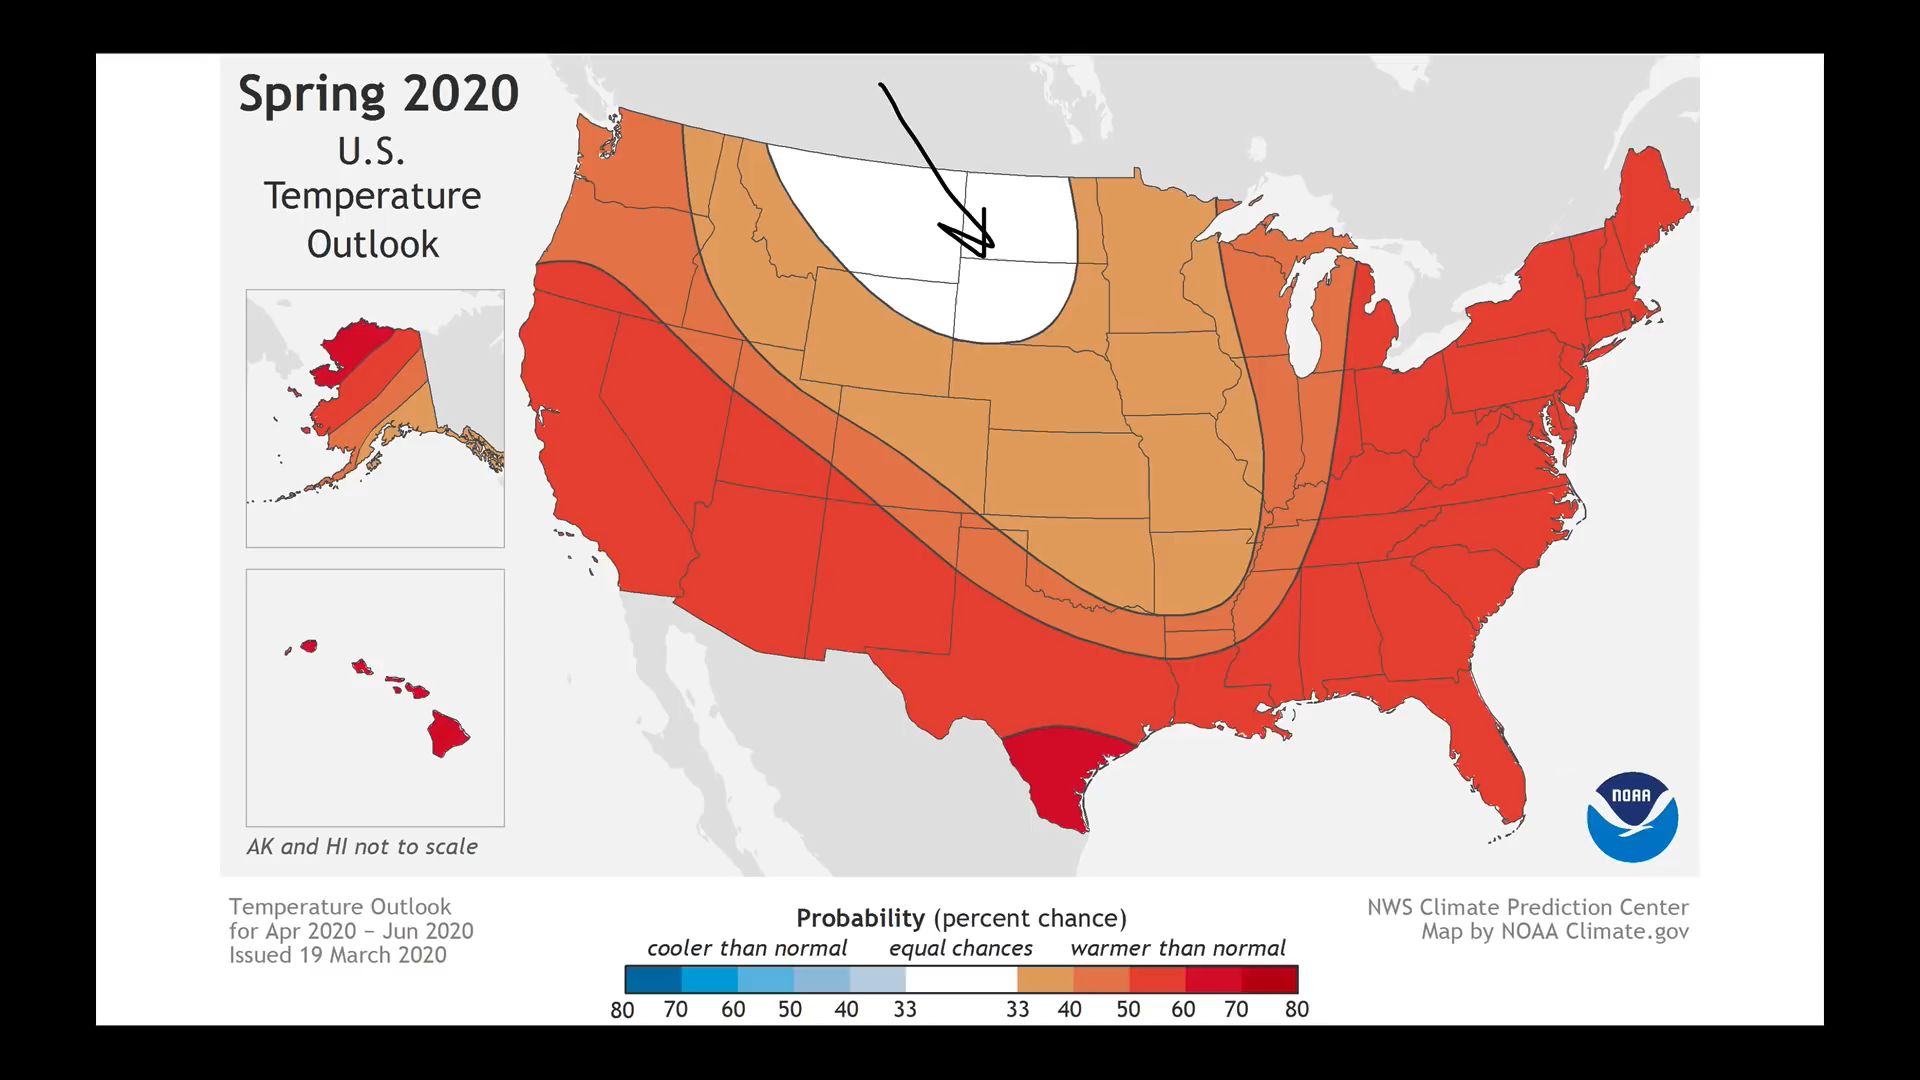 Spring 2020
U.S.
Temperature
Outlook
AK and HI not to scale
NOAA
Temperature Outlook
for Apr 2020 – Jun 2020
Issued 19 March 2020
NWS Climate Prediction Center
Map by NOAA Climate.gov
Probability (percent chance)
cooler than normal equal chances warmer than normal
80 70 60 50 40 33 33 40 50 60 70 80